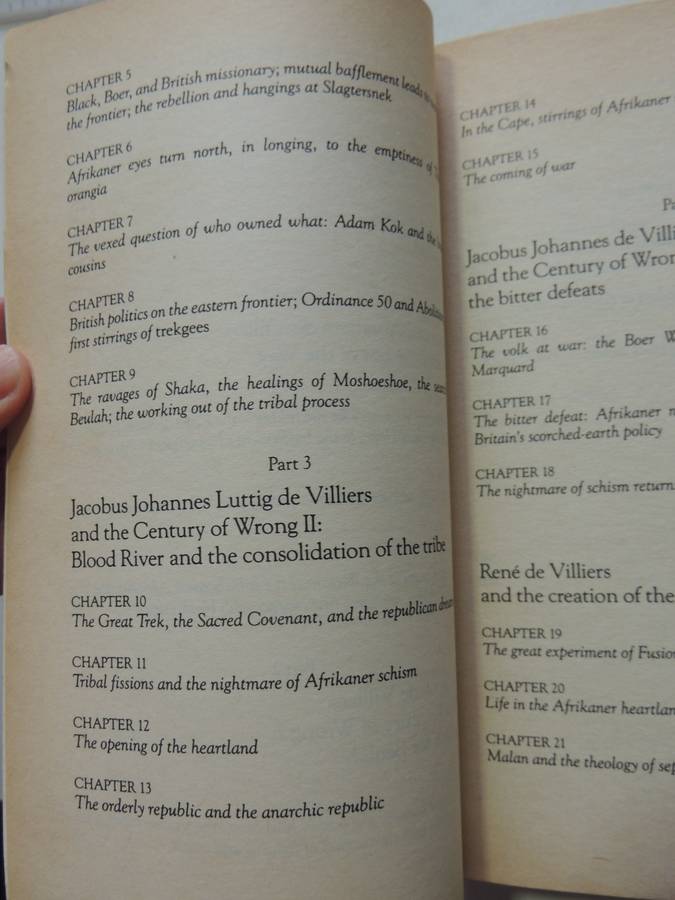 CHAPTER 5
Black, Boer, and British missionary; mutual bafflement leads
the frontier; the rebellion and hangings at Slagtersnek
CHAPTER 6
Afrikaner eyes turn north, in longing, to the emptiness of
orangia
CHAPTER 7
The vexed question of who owned what: Adam Kok and the
cousins
CHAPTER 8
British politics on the eastern frontier; Ordinance 50 and
first stirrings of trekgees
CHAPTER 9
The ravages of Shaka, the healings of Moshoeshoe, the
Beulah; the working out of the tribal process
Part 3
Jacobus Johannes Luttig de Villiers
and the Century of Wrong II:
Blood River and the consolidation of the tribe
CHAPTER 10
The Great Trek, the Sacred Covenant, and the republican
CHAPTER 11
Tribal fissions and the nightmare of Afrikaner schism
CHAPTER 12
The opening of the heartland
CHAPTER 13
The orderly republic and the anarchic republic
CHAPTER 14
In the Cape, stirrings of Afrikaner
CHAPTER 15
The coming of war
Jacobus Johannes de
and the Century of
the bitter defeats
CHAPTER 16
The volk at war: the Boer
Marquard
CHAPTER 17
The bitter defeat: Afrikaner
Britain's scorched-earth policy
CHAPTER 18
The nightmare of schism
René de Villiers
and the creation of the
CHAPTER 19
The great experiment of
CHAPTER 20
Life in the Afrikaner
CHAPTER 21
Malan and the theology of